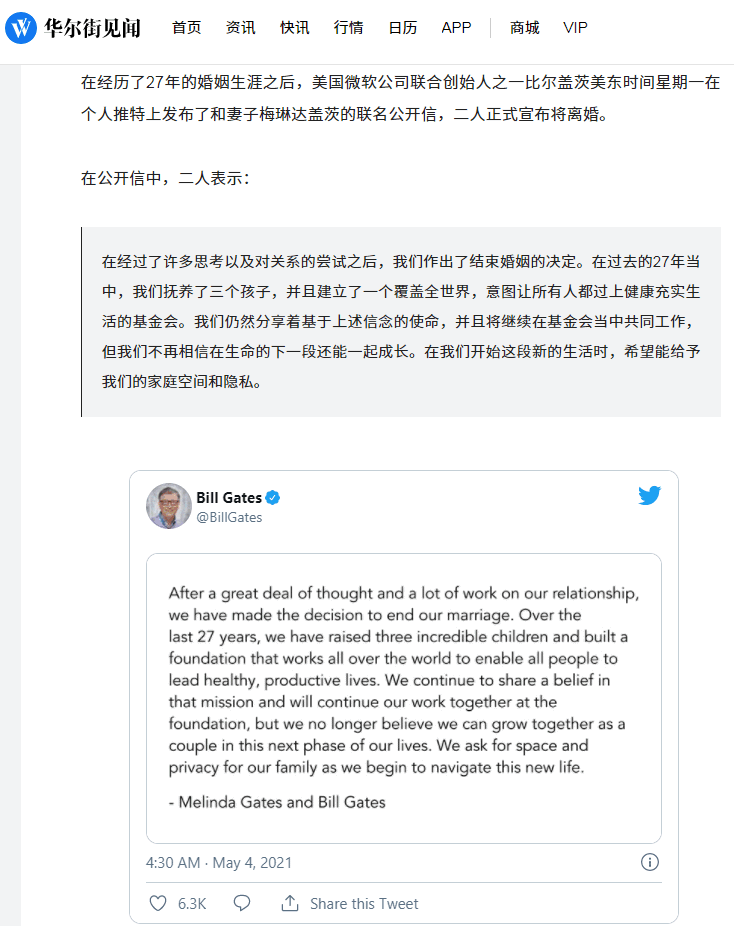 华尔街见闻 首页 资讯 快讯 行情 日历 APP 商城 VIP
在经历了27年的婚姻生涯之后，美国微软公司联合创始人之一比尔盖茨美东时间星期一在
个人推特上发布了和妻子梅琳达盖茨的联名公开信，二人正式宣布将离婚。
在公开信中，二人表示：
在经过了许多思考以及对关系的尝试之后，我们作出了结束婚姻的决定。在过去的27年当
中，我们抚养了三个孩子，并且建立了一个覆盖全世界，意图让所有人都过上健康充实生
活的基金会。我们仍然分享着基于上述信念的使命，并且将继续在基金会当中共同工作，
但我们不再相信在生命的下一段还能一起成长。在我们开始这段新的生活时，希望能给予
我们的家庭空间和隐私。
Bill Gates
@BillGates
After a great deal of thought and a lot of work on our relationship,
we have made the decision to end our marriage. Over the
last 27 years, we have raised three incredible children and built a
foundation that works all over the world to enable all people to
lead healthy, productive lives. We continue to share a belief in
that mission and will continue our work together at the
foundation, but we no longer believe we can grow together as a
couple in this next phase of our lives. We ask for space and
privacy for our family as we begin to navigate this new life.
- Melinda Gates and Bill Gates
4:30 AM · May 4, 2021
6.3K Share this Tweet